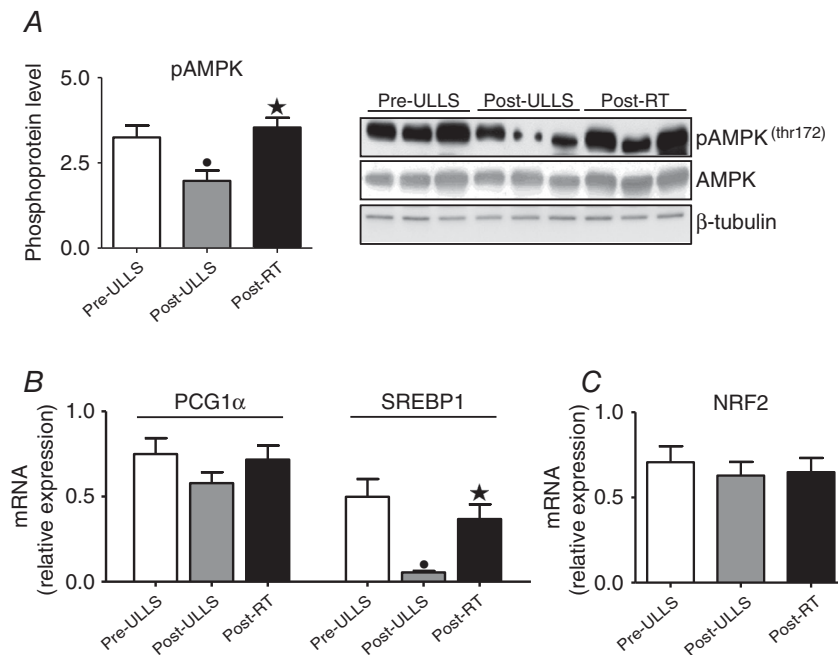 A
pAMPK
Phosphoprotein level
5.0
2.5
0.0
Pre-ULLS
Post-ULLS
Post-RT
Pre-ULLS Post-ULLS Post-RT
pAMPK (thr172)
AMPK
β-tubulin
B
PCG1α
SREBP1
mRNA
(relative expression)
1.0
0.5
0.0
Pre-ULLS
Post-ULLS
Post-RT
Pre-ULLS
Post-ULLS
Post-RT
C
NRF2
mRNA
(relative expression)
1.0
0.5
0.0
Pre-ULLS
Post-ULLS
Post-RT